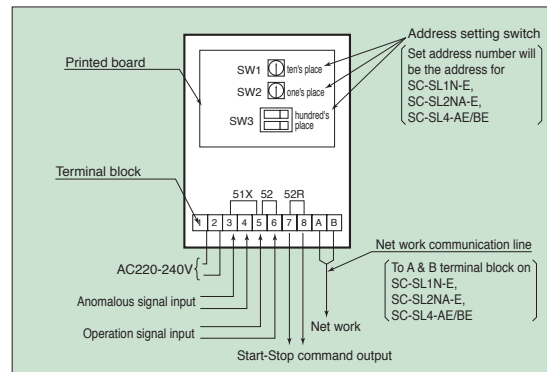 Address setting switch
Set address number will
be the address for
SC-SL1N-E,
SC-SL2NA-E,
SC-SL4-AE/BE
Printed board
SW1
ten's place
SW2
one's place
SW3
hundred's
place
Terminal block
51X
52
52R
1
2
3
4
5
6
7
8
A
B
Net work communication line
AC220-240V
To A & B terminal block on
SC-SL1N-E,
SC-SL2NA-E,
SC-SL4-AE/BE
Anomalous signal input
Net work
Operation signal input
Start-Stop command output